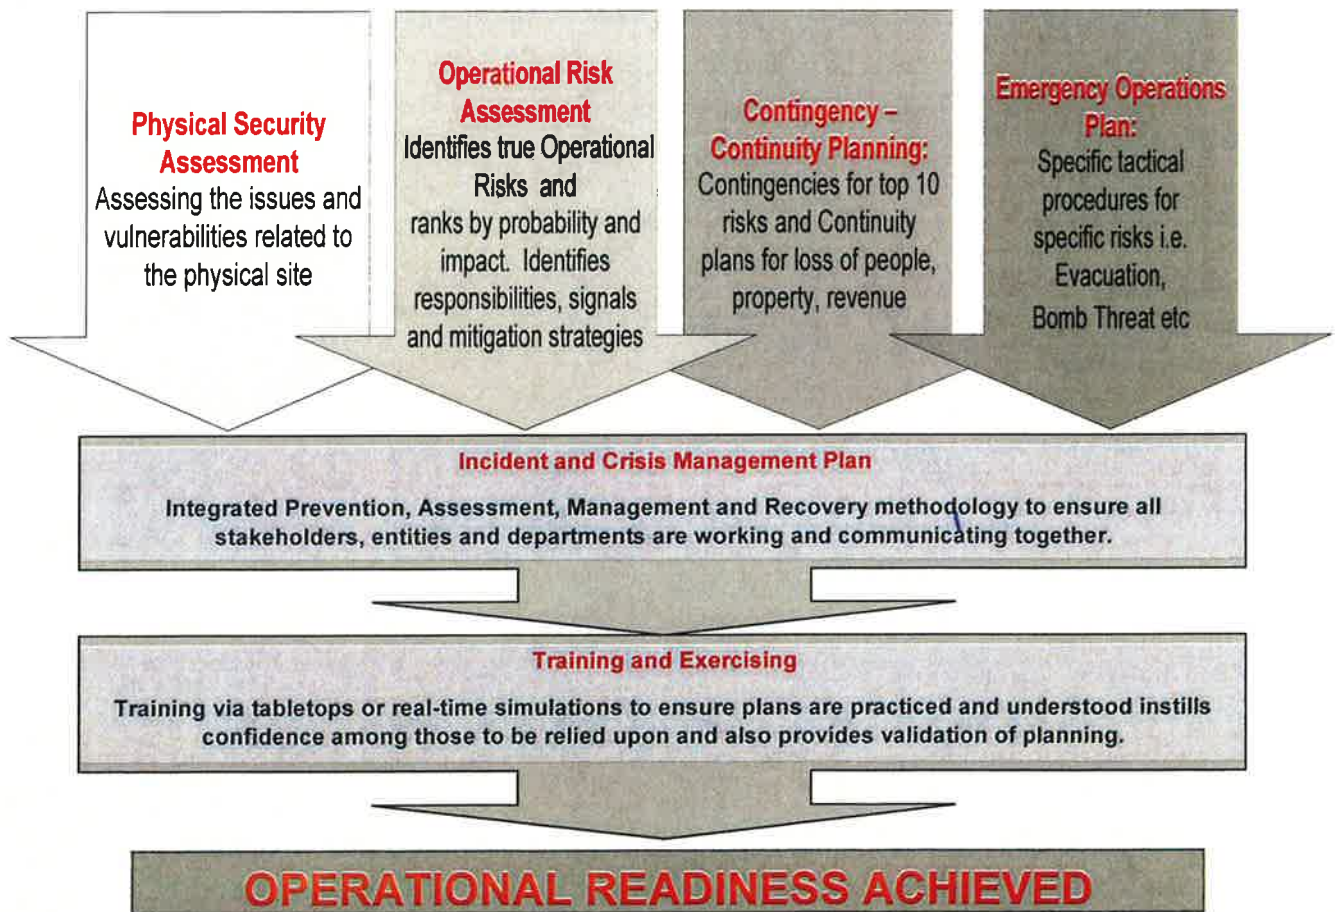 Physical Security
Assessment
Assessing the issues and
vulnerabilities related to
the physical site
Operational Risk
Assessment
Identifies true Operational
Risks and
ranks by probability and
impact. Identifies
responsibilities, signals
and mitigation strategies
Contingency –
Continuity Planning:
Contingencies for top 10
risks and Continuity
plans for loss of people,
property, revenue
Emergency Operations
Plan:
Specific tactical
procedures for
specific risks i.e.
Evacuation,
Bomb Threat etc
Incident and Crisis Management Plan
Integrated Prevention, Assessment, Management and Recovery methodology to ensure all
stakeholders, entities and departments are working and communicating together.
Training and Exercising
Training via tabletops or real-time simulations to ensure plans are practiced and understood instills
confidence among those to be relied upon and also provides validation of planning.
OPERATIONAL READINESS ACHIEVED